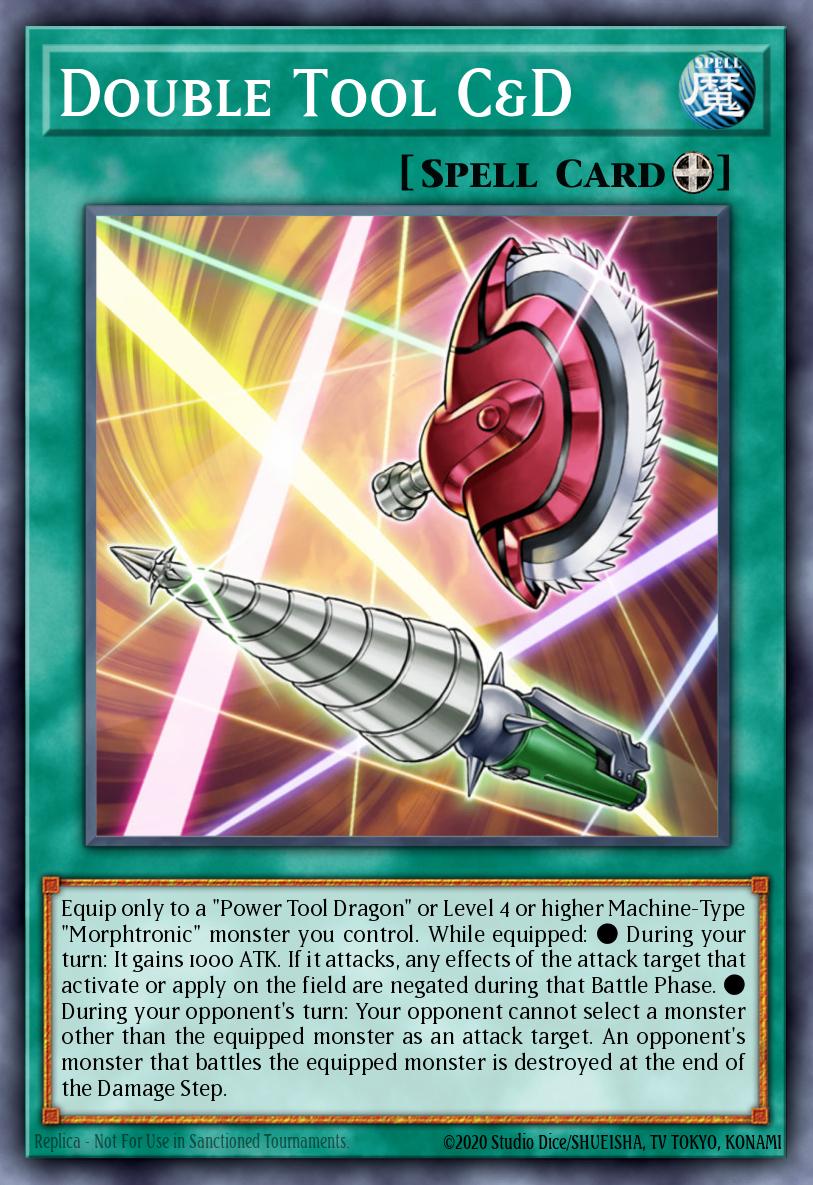 Double Tool C&D
SPELL
魔
[Spell Card]
Equip only to a "Power Tool Dragon" or Level 4 or higher Machine-Type
"Morphtronic" monster you control. While equipped: ● During your
turn: It gains 1000 ATK. If it attacks, any effects of the attack target that
activate or apply on the field are negated during that Battle Phase. ●
During your opponent's turn: Your opponent cannot select a monster
other than the equipped monster as an attack target. An opponent's
monster that battles the equipped monster is destroyed at the end of
the Damage Step.
Replica - Not For Use in Sanctioned Tournaments.
©2020 Studio Dice/SHUEISHA, TV TOKYO, KONAMI